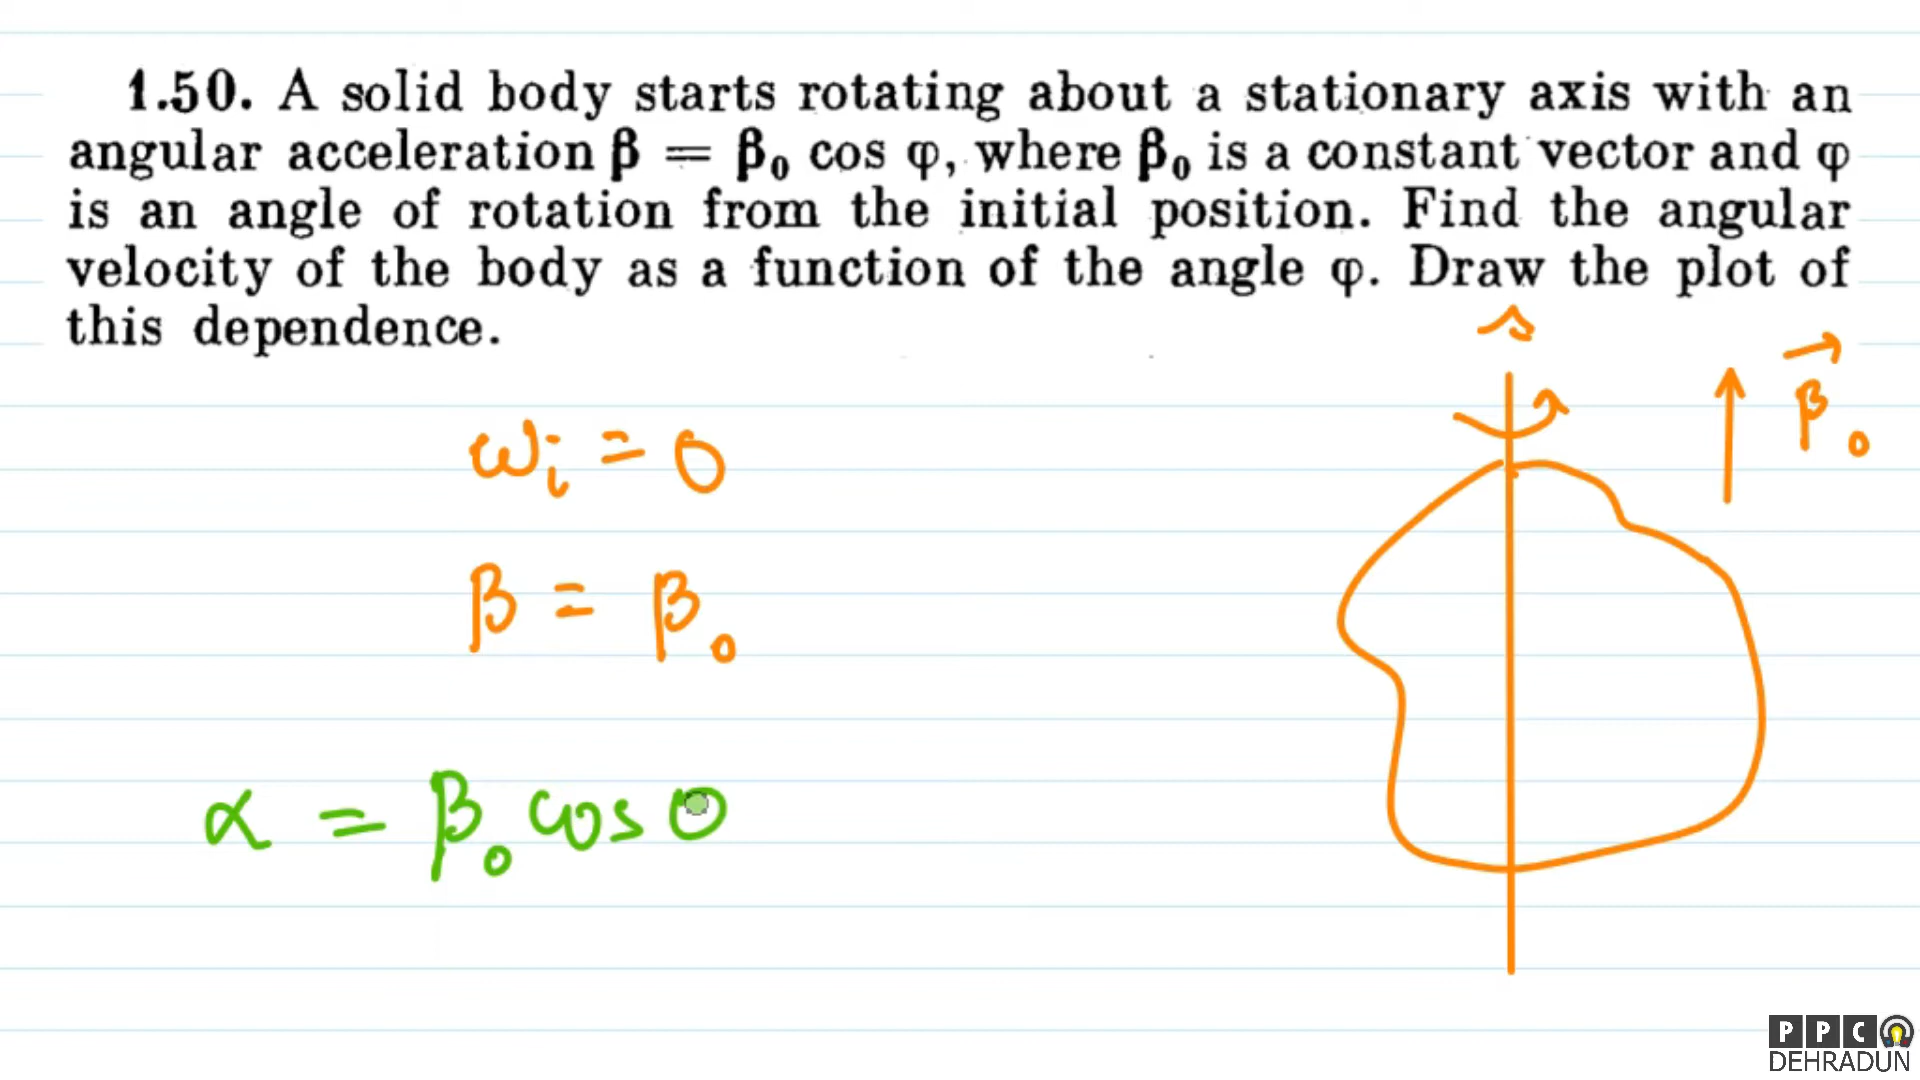 1.50. A solid body starts rotating about a stationary axis with an
angular acceleration β = β₀ cos φ, where β₀ is a constant vector and φ
is an angle of rotation from the initial position. Find the angular
velocity of the body as a function of the angle φ. Draw the plot of
this dependence.
β₀
ωᵢ = 0
β = β₀
α = β₀ cos θ
PPC
DEHRADUN